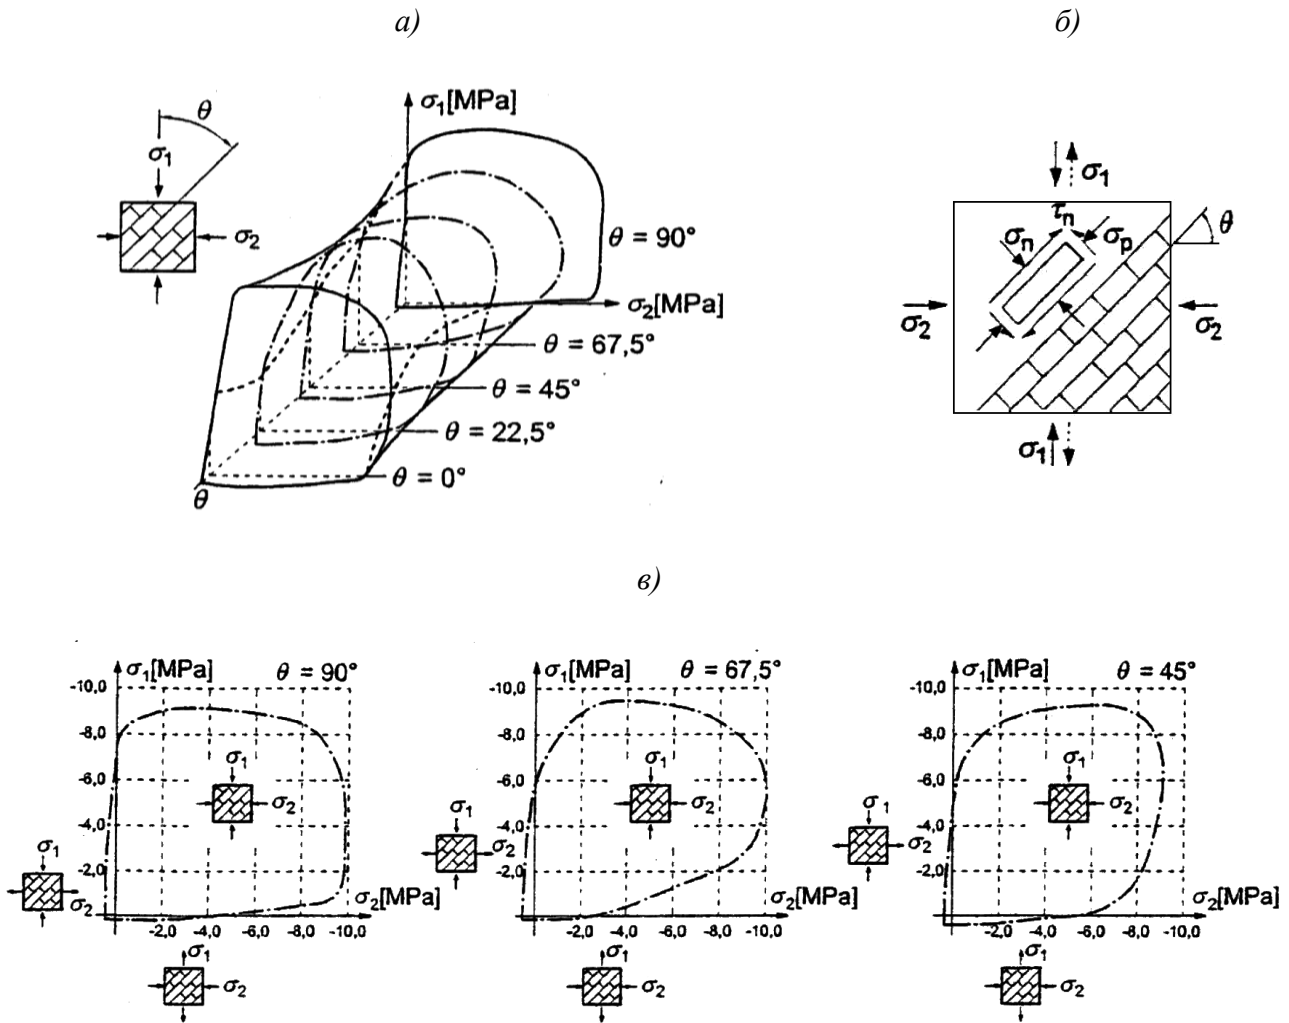 а)
б)
σ₁[MPa]
θ
σ₁
σ₂
θ = 90°
σ₂[MPa]
θ = 67,5°
θ = 45°
θ = 22,5°
θ = 0°
θ
σ₁
τₙ
σₙ
σₚ
θ
σ₂
σ₂
σ₁
в)
σ₁[MPa]
θ = 90°
-10,0
-8,0
-6,0
-4,0
-2,0
σ₁
σ₂
σ₁
σ₂
σ₂[MPa]
-2,0 -4,0 -6,0 -8,0 -10,0
σ₁
σ₂
σ₁[MPa]
θ = 67,5°
-10,0
-8,0
-6,0
-4,0
-2,0
σ₁
σ₂
σ₁
σ₂
σ₂[MPa]
-2,0 -4,0 -6,0 -8,0 -10,0
σ₁
σ₂
σ₁[MPa]
θ = 45°
-10,0
-8,0
-6,0
-4,0
-2,0
σ₁
σ₂
σ₁
σ₂
σ₂[MPa]
-2,0 -4,0 -6,0 -8,0 -10,0
σ₁
σ₂